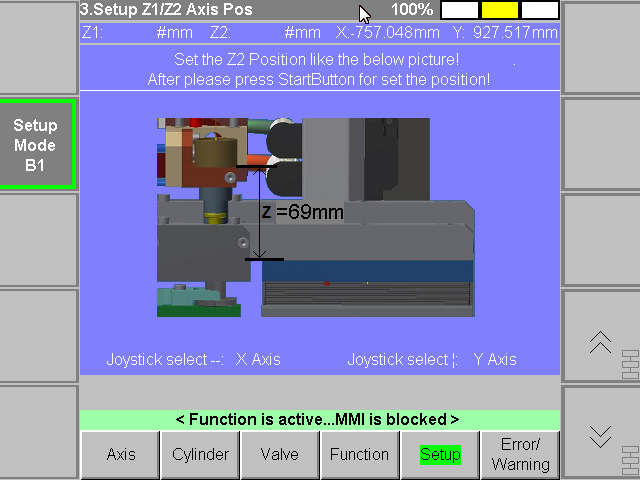 3.Setup Z1/Z2 Axis Pos 100%
Z1: #mm Z2: #mm X:-757.048mm Y: 927.517mm
Set the Z2 Position like the below picture! .
After please press StartButton for set the position!
Setup
Mode
B1
Z =69mm
Joystick select --: X Axis Joystick select ¦: Y Axis
< Function is active...MMI is blocked >
Axis Cylinder Valve Function Setup Error/
Warning